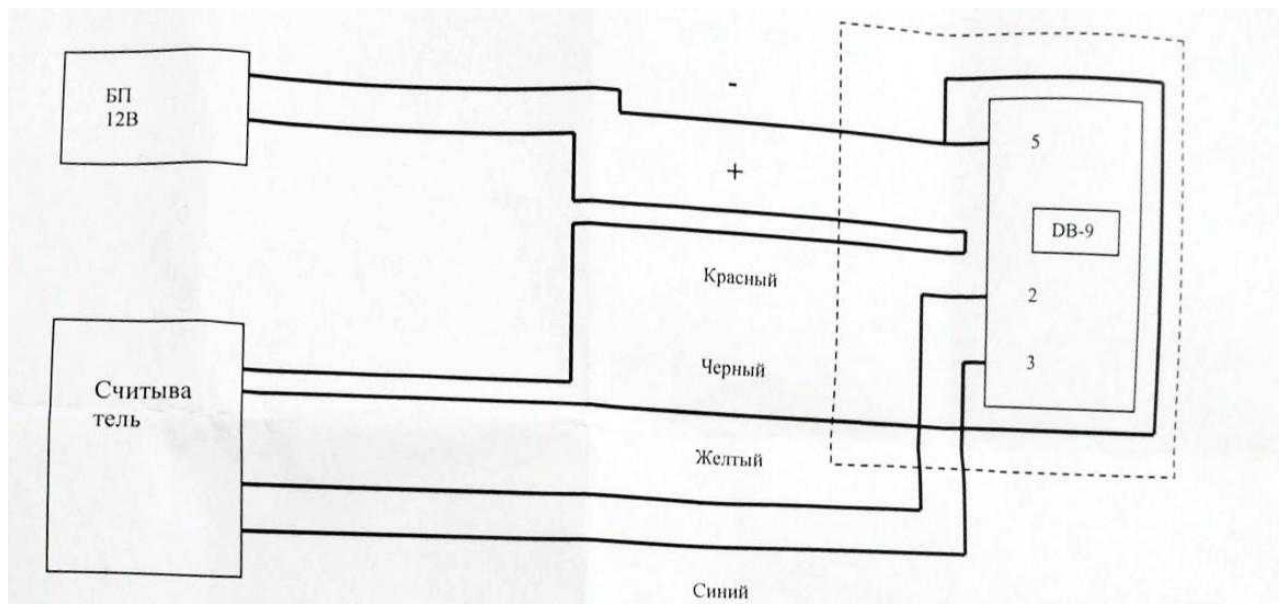 БП
12В
-
+
5
DB-9
Красный
2
Черный
3
Считыва
тель
Желтый
Синий